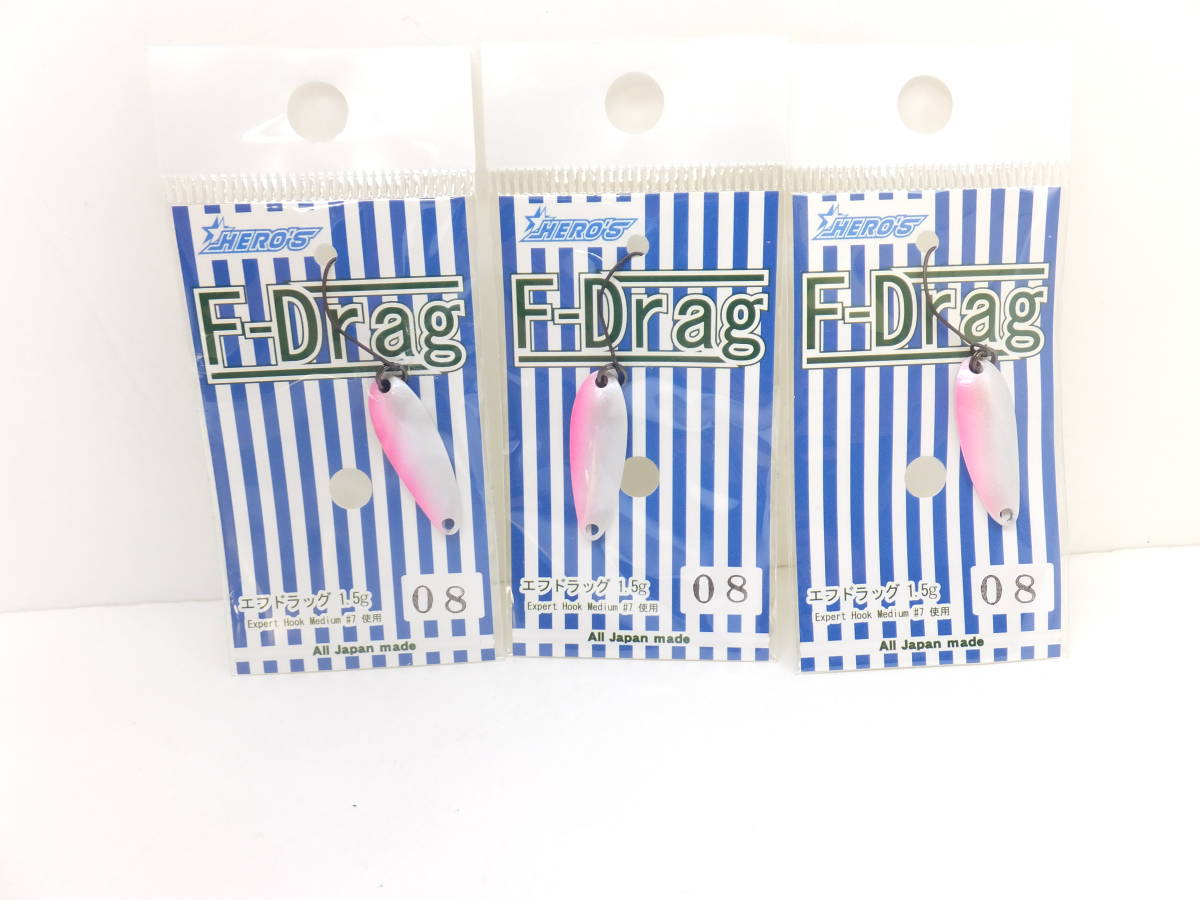 HERO'S
F-Drag
エフドラッグ 1.5g
08
Expert Hook Medium #7 使用
All Japan made
HERO'S
F-Drag
エフドラッグ 1.5g
08
Expert Hook Medium #7 使用
All Japan made
HERO'S
F-Drag
エフドラッグ 1.5g
08
Expert Hook Medium #7 使用
All Japan made